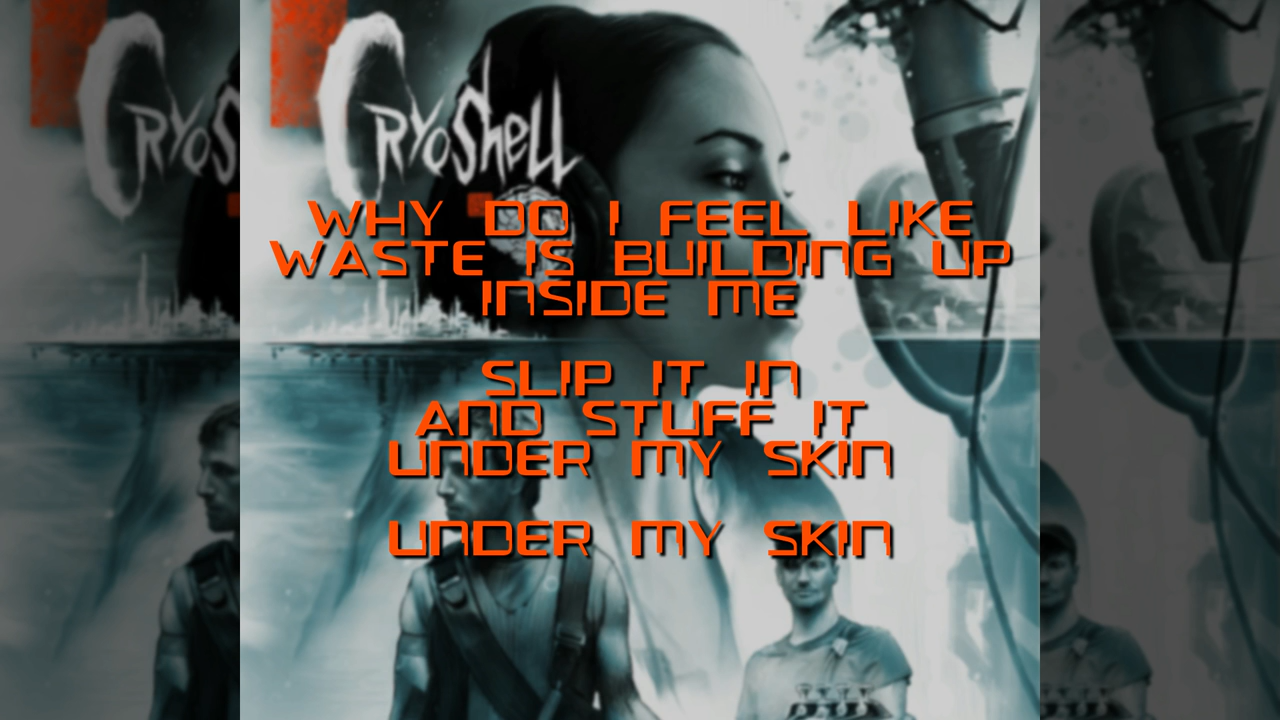 CRYOSHELL
CRYOS
WHY DO I FEEL LIKE
WASTE IS BUILDING UP
INSIDE ME
SLIP IT IN
AND STUFF IT
UNDER MY SKIN
UNDER MY SKIN